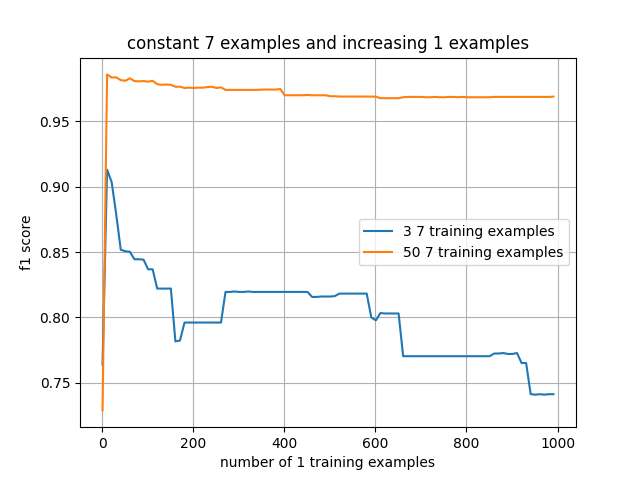 constant 7 examples and increasing 1 examples
f1 score
0.95
0.90
0.85
0.80
0.75
3 7 training examples
50 7 training examples
0
200
400
600
800
1000
number of 1 training examples